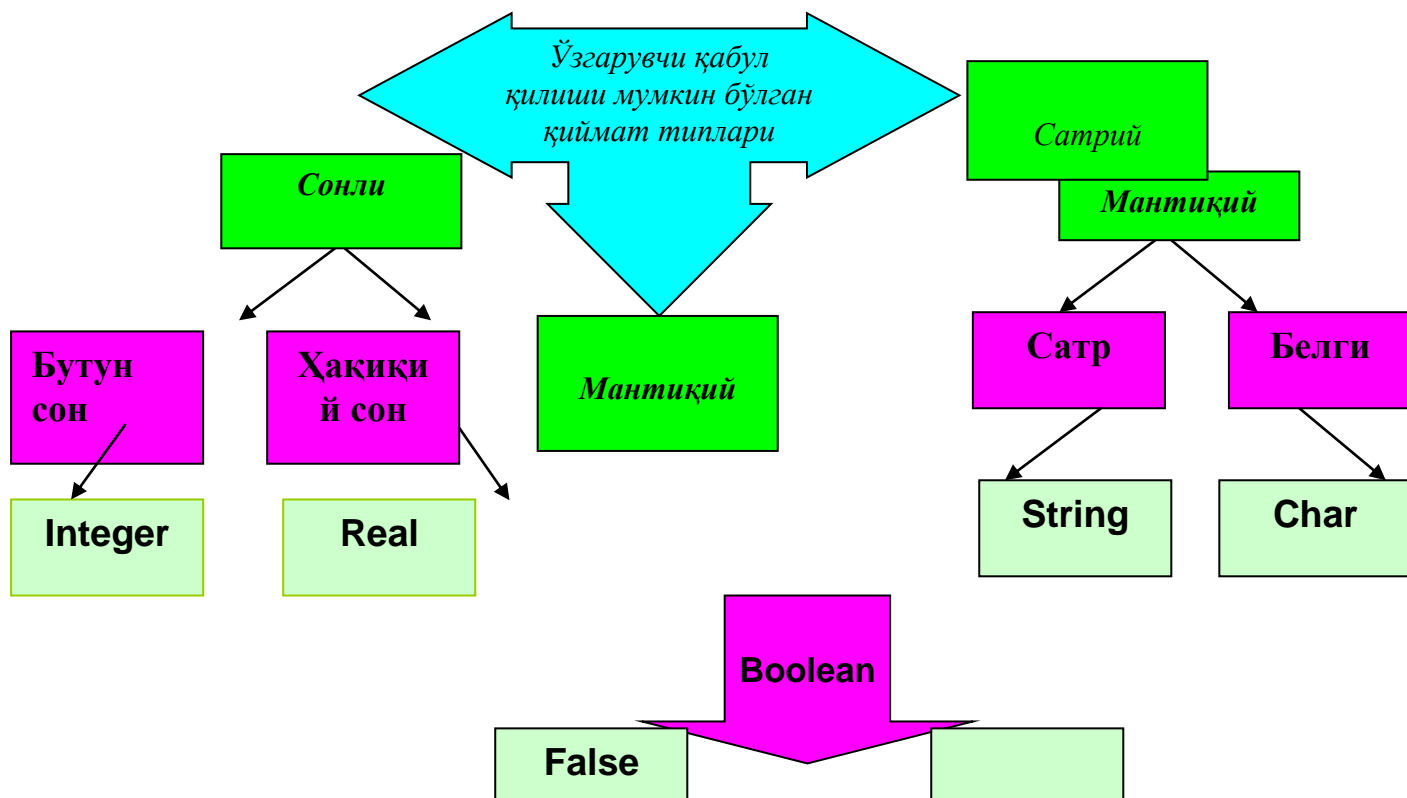 Ўзгарувчи қабул
қилиши мумкин бўлган
қиймат типлари
Сатрий
Сонли
Мантиқий
Бутун
сон
Ҳақиқи
й сон
Мантиқий
Сатр
Белги
Integer
Real
String
Char
Boolean
False